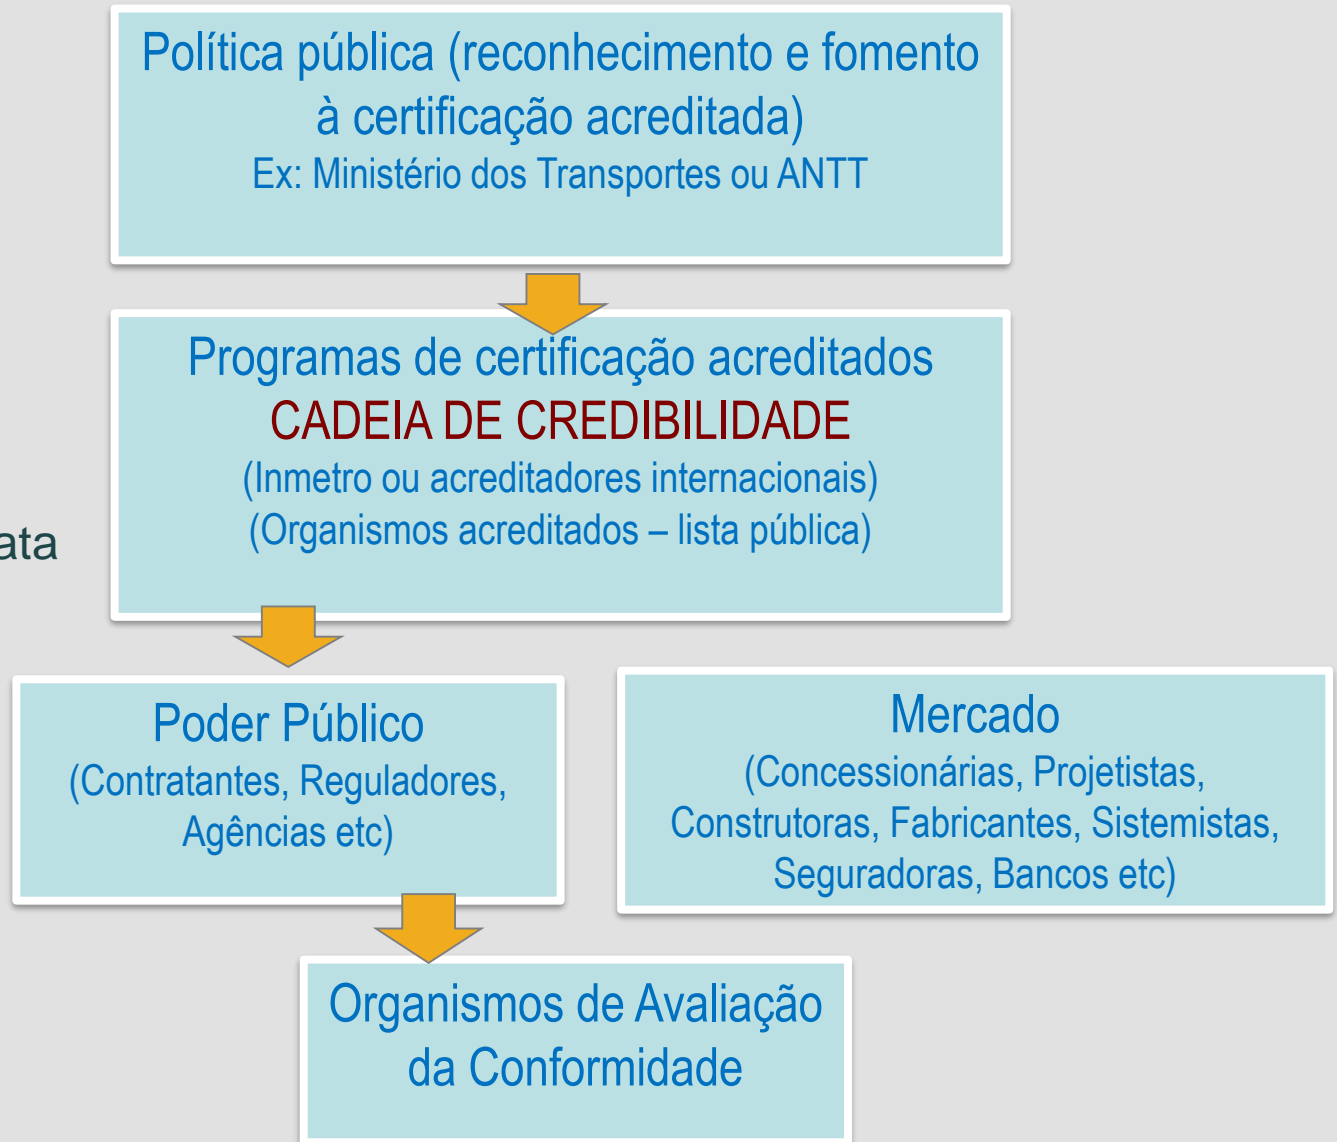 Política pública (reconhecimento e fomento
à certificação acreditada)
Ex: Ministério dos Transportes ou ANTT
Programas de certificação acreditados
CADEIA DE CREDIBILIDADE
(Inmetro ou acreditadores internacionais)
(Organismos acreditados – lista pública)
ata
Poder Público
(Contratantes, Reguladores,
Agências etc)
Mercado
(Concessionárias, Projetistas,
Construtoras, Fabricantes, Sistemistas,
Seguradoras, Bancos etc)
Organismos de Avaliação
da Conformidade